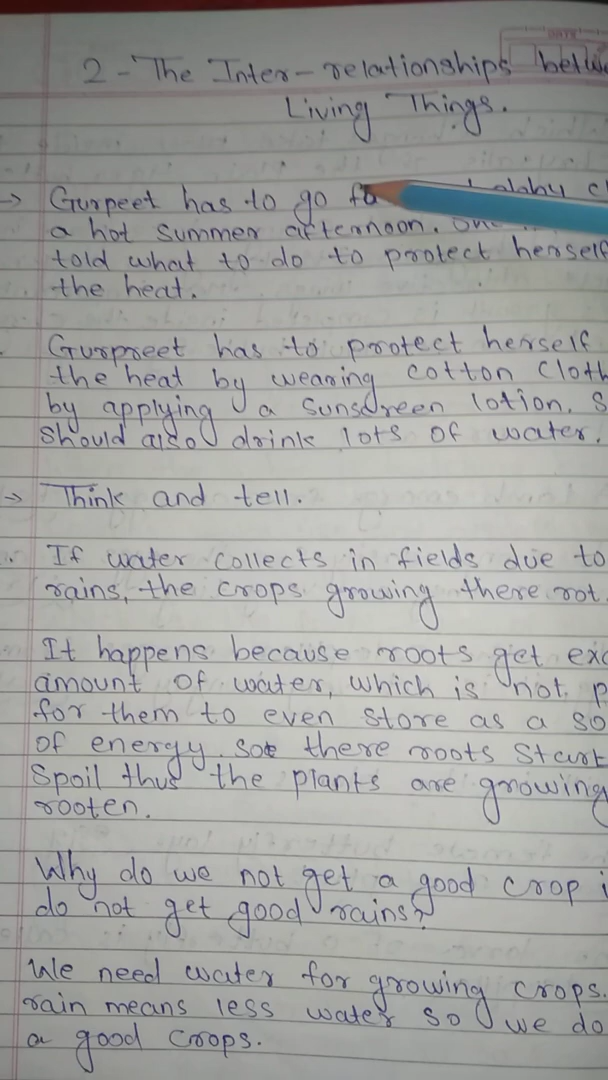 2 - The Inter-relationships betw
Living Things.
→ Gurpeet has to go
a hot summer afternoon.
told what to do to protect herself
the heat.
Gurpreet has to protect herself
the heat by wearing cotton cloth
by applying a sunscreen lotion. S
should also drink lots of water.
→ Think and tell.
If water collects in fields due to
rains, the crops growing there rot.
It happens because roots get exc
amount of water, which is not p
for them to even store as a so
of energy so there roots start
spoil thus the plants are growing
rooten.
Why do we not get a good crop i
do not get good rains?
We need water for growing crops.
rain means less water so we do
a good crops.